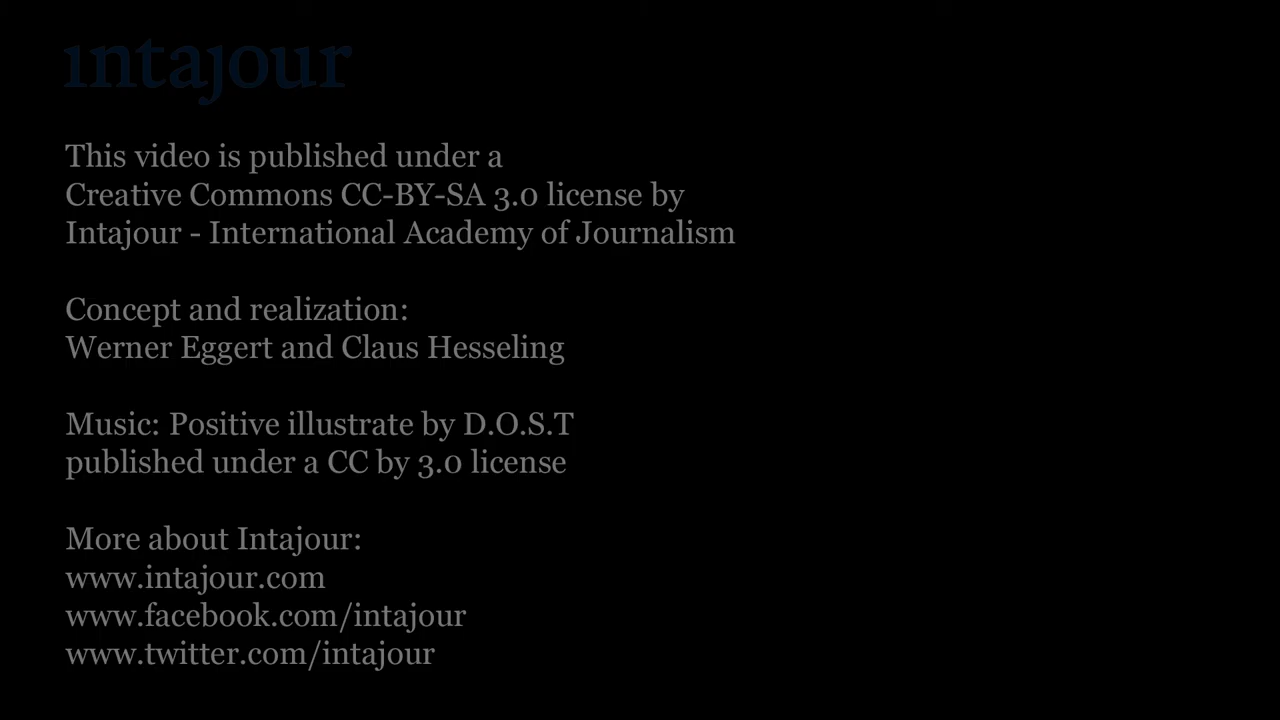 intajour
This video is published under a
Creative Commons CC-BY-SA 3.0 license by
Intajour - International Academy of Journalism
Concept and realization:
Werner Eggert and Claus Hesseling
Music: Positive illustrate by D.O.S.T
published under a CC by 3.0 license
More about Intajour:
www.intajour.com
www.facebook.com/intajour
www.twitter.com/intajour